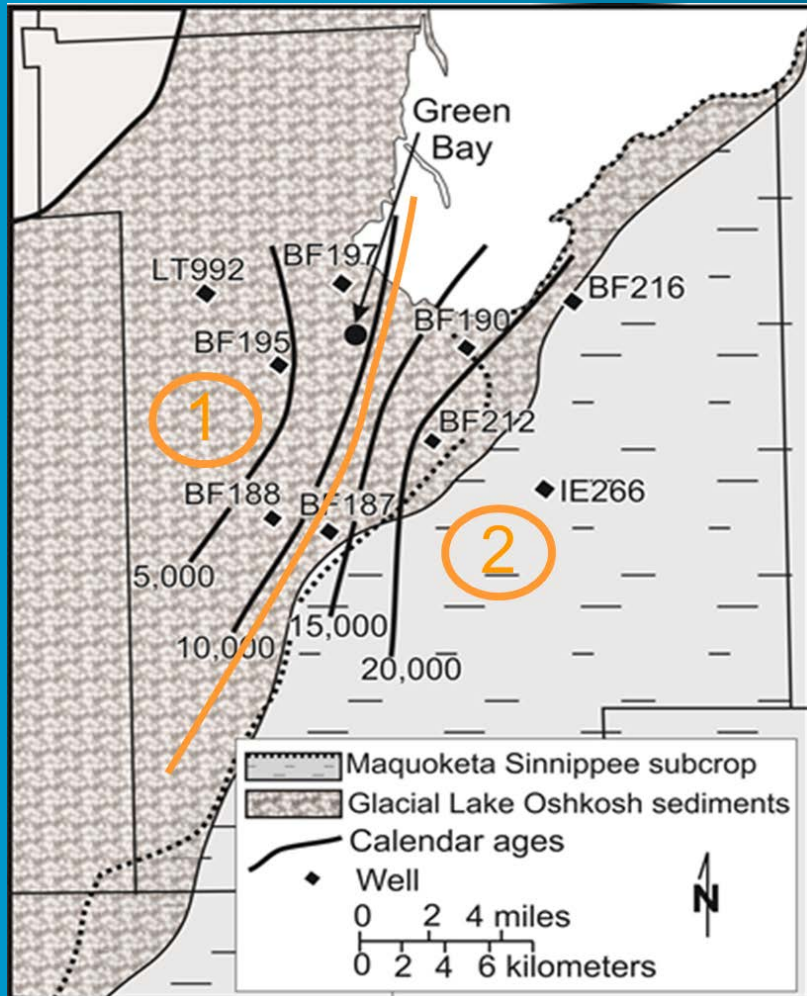 Green
Bay
BF197
LT992
BF216
BF190
BF195
1
BF212
BF188
BF187
IE266
2
5,000
15,000
10,000
20,000
Maquoketa Sinnippee subcrop
Glacial Lake Oshkosh sediments
Calendar ages
Well
N
0 2 4 miles
0 2 4 6 kilometers